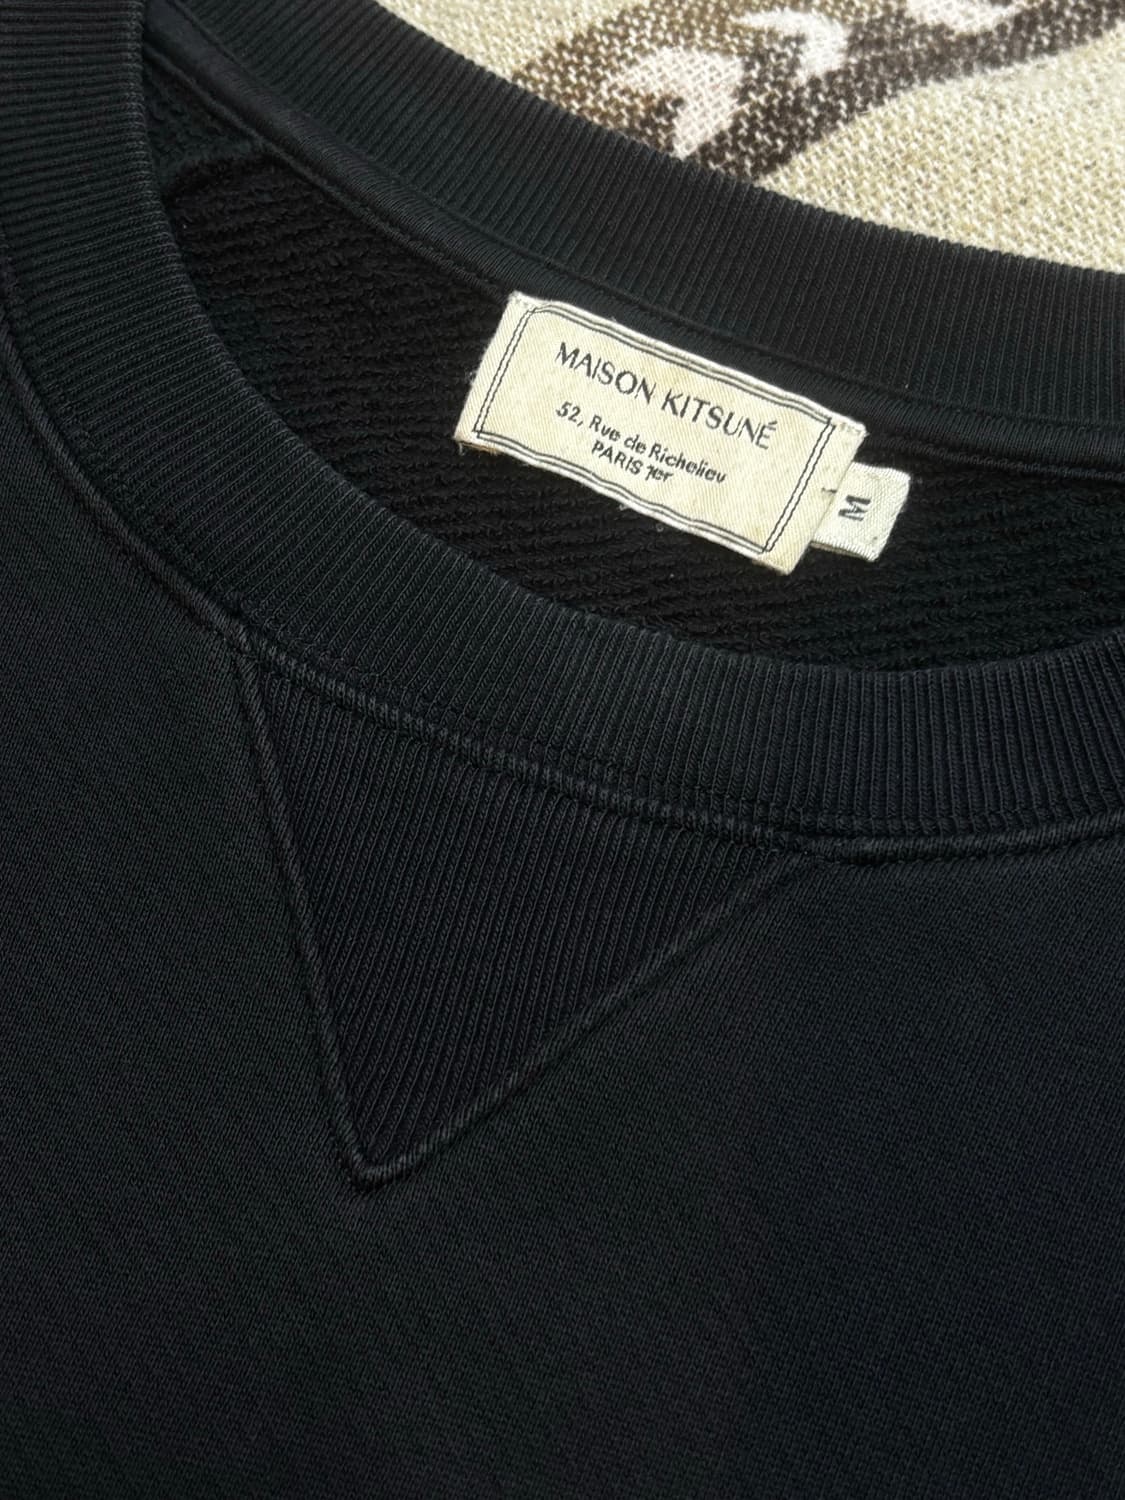 MAISON KITSUNÉ
52, Rue de Richelieu
PARIS 1er
M